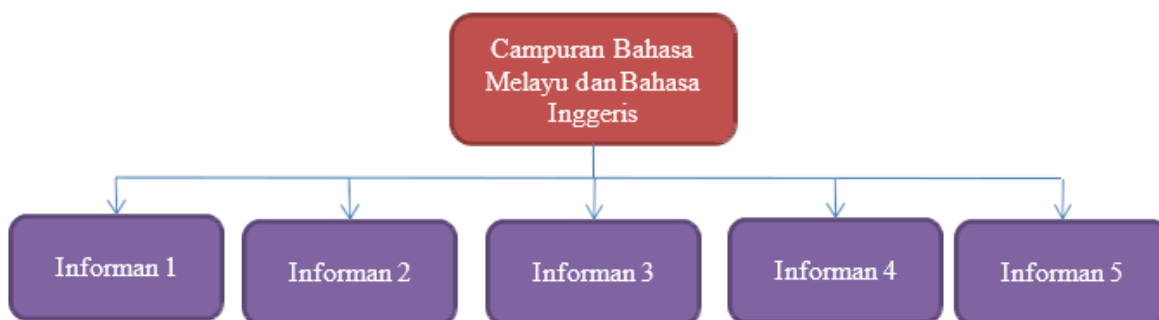 Campuran Bahasa
Melayu dan Bahasa
Inggeris
Informan 1
Informan 2
Informan 3
Informan 4
Informan 5